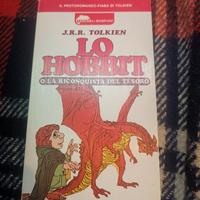 IL PROTOROMANZO-FIABA DI TOLKIEN
J.R.R. TOLKIEN
LO
HOBBIT
O LA RICONQUISTA DEL TESORO